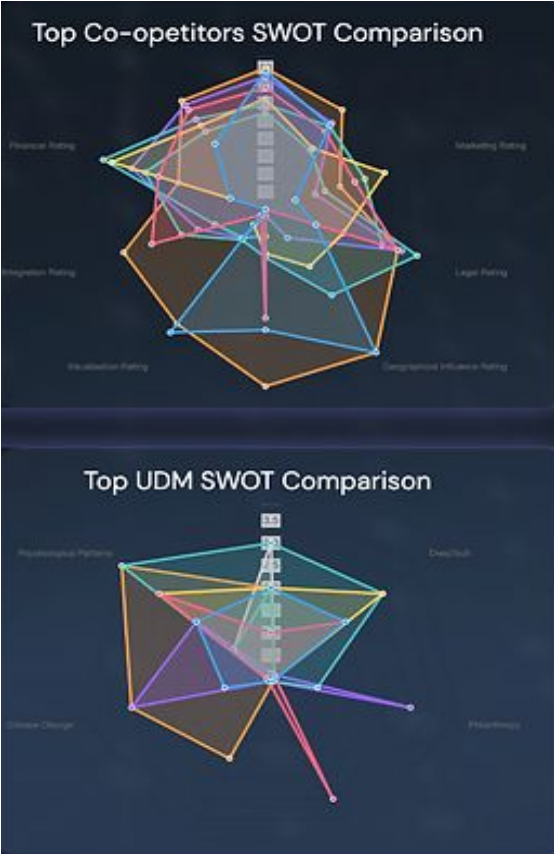 Top Co-opetitors SWOT Comparison
Financial Rating
Marketing Rating
Integration Rating
Legal Rating
Visualisation Rating
Geographical Influence Rating
Top UDM SWOT Comparison
3.5
Psychological Patterns
DeepTech
Climate Change
Philanthropy